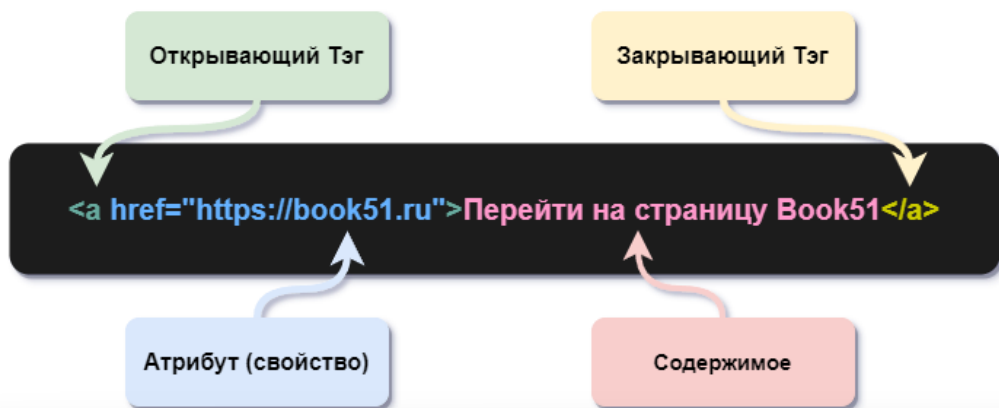 Открывающий Тэг
Закрывающий Тэг
<a href="https://book51.ru">Перейти на страницу Book51</a>
Атрибут (свойство)
Содержимое